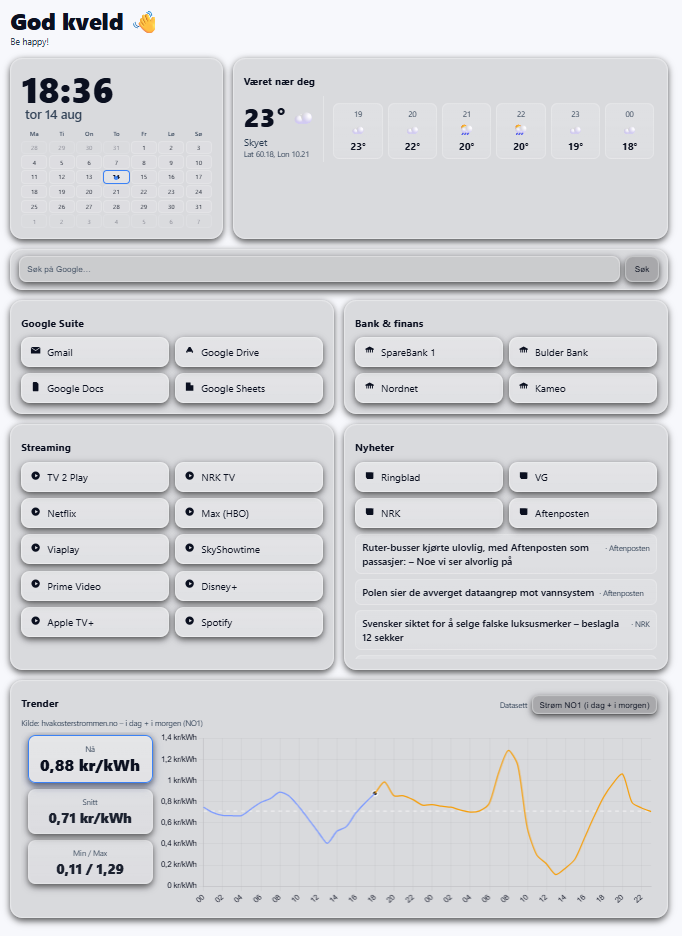 God kveld
Be happy!
18:36
tor 14 aug
Ma Ti On To Fr Lø Sø
28 29 30 31 1 2 3
4 5 6 7 8 9 10
11 12 13 14 15 16 17
18 19 20 21 22 23 24
25 26 27 28 29 30 31
1 2 3 4 5 6 7
Været nær deg
23°
Skyet
Lat 60.18, Lon 10.21
19 20 21 22 23 00
23° 22° 20° 20° 19° 18°
Søk på Google...
Søk
Google Suite
Gmail
Google Drive
Google Docs
Google Sheets
Bank & finans
SpareBank 1
Bulder Bank
Nordnet
Kameo
Streaming
TV 2 Play
NRK TV
Netflix
Max (HBO)
Viaplay
SkyShowtime
Prime Video
Disney+
Apple TV+
Spotify
Nyheter
Ringblad
VG
NRK
Aftenposten
Ruter-busser kjørte ulovlig, med Aftenposten som · Aftenposten
passasjer: – Noe vi ser alvorlig på
Polen sier de avverget dataangrep mot vannsystem · Aftenposten
Svensker siktet for å selge falske luksusmerker – beslagla · NRK
12 sekker
Trender
Datasett Strøm NO1 (i dag + i morgen)
Kilde: hvakosterstrommen.no – i dag + i morgen (NO1)
Nå
0,88 kr/kWh
Snitt
0,71 kr/kWh
Min / Max
0,11 / 1,29
1,4 kr/kWh
1,2 kr/kWh
1 kr/kWh
0,8 kr/kWh
0,6 kr/kWh
0,4 kr/kWh
0,2 kr/kWh
0 kr/kWh
00 02 04 06 08 10 12 14 16 18 20 22 00 02 04 06 08 10 12 14 16 18 20 22